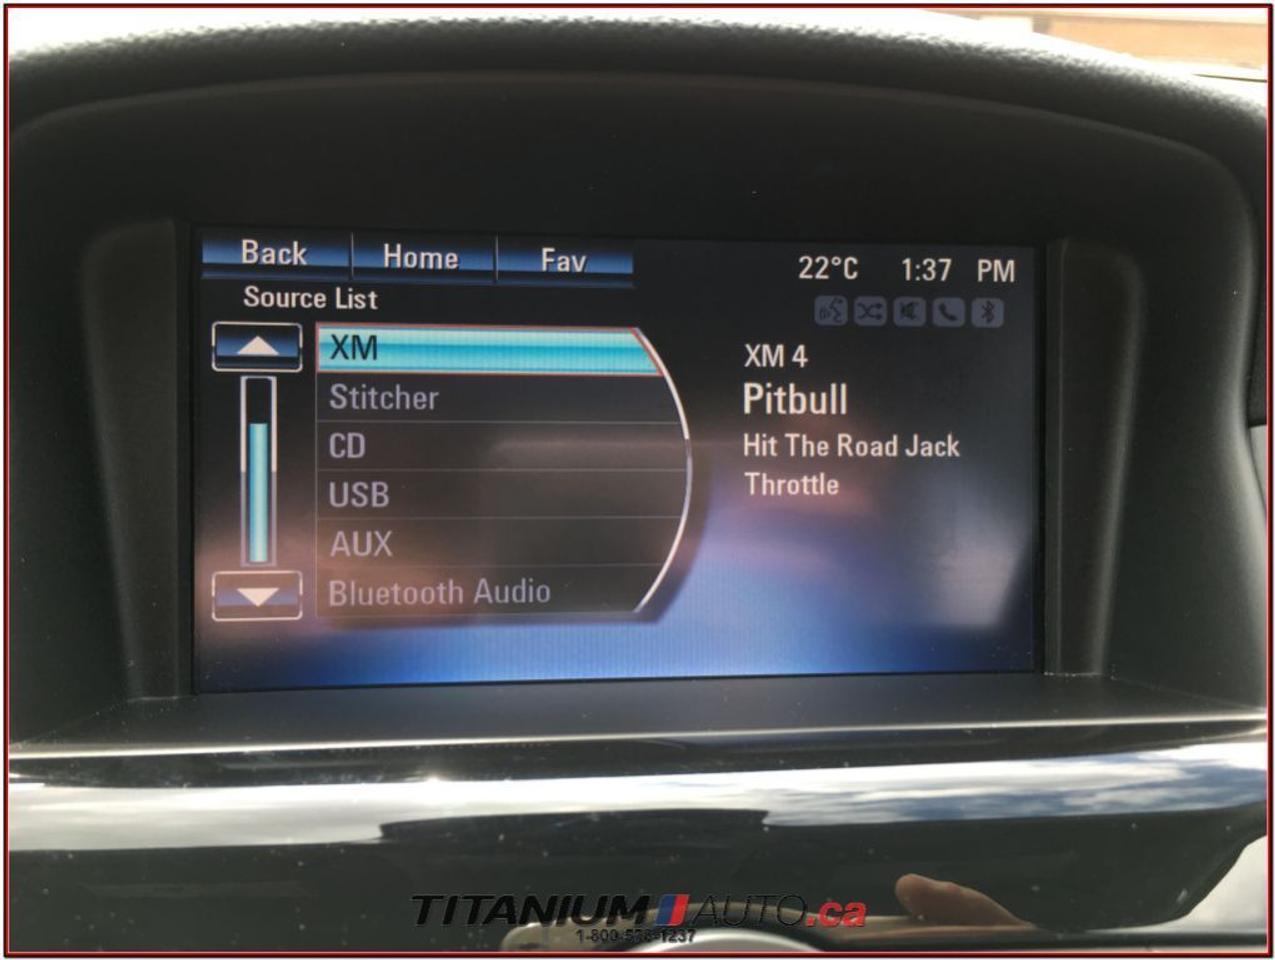 Back Home Fav
22°C 1:37 PM
Source List
XM
Stitcher
CD
USB
AUX
Bluetooth Audio
XM 4
Pitbull
Hit The Road Jack
Throttle
TITANIUM AUTO.ca